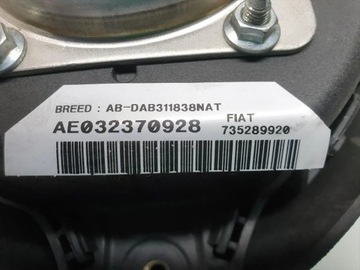 BREED : AB-DAB311838NAT
AE032370928 FIAT
735289920